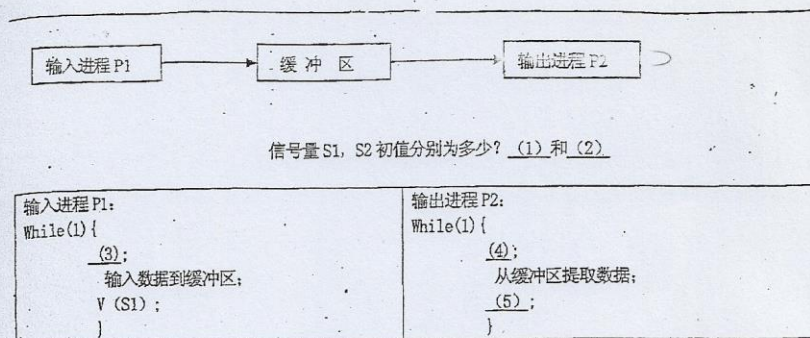 输入进程 P1 缓冲区 输出进程 P2
信号量 S1, S2 初值分别为多少? (1) 和 (2)
输入进程 P1:
While(1){
(3);
输入数据到缓冲区;
V (S1) ;
}
输出进程 P2:
While(1){
(4);
从缓冲区提取数据;
(5) ;
}